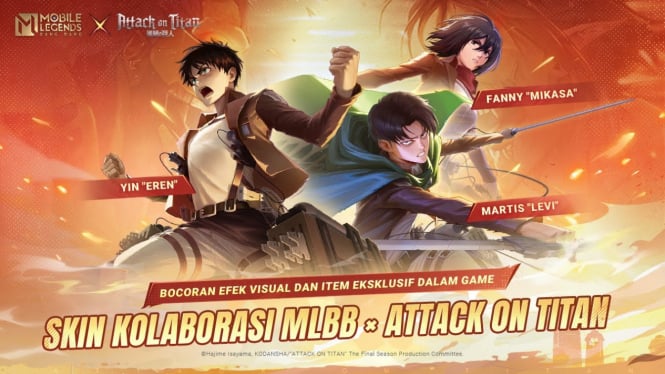 MOBILE LEGENDS BANG BANG × Attack on Titan
進撃の巨人
FANNY "MIKASA"
YIN "EREN"
MARTIS "LEVI"
BOCORAN EFEK VISUAL DAN ITEM EKSKLUSIF DALAM GAME
SKIN KOLABORASI MLBB × ATTACK ON TITAN
©Hajime Isayama, KODANSHA/"ATTACK ON TITAN" The Final Season Production Committee.